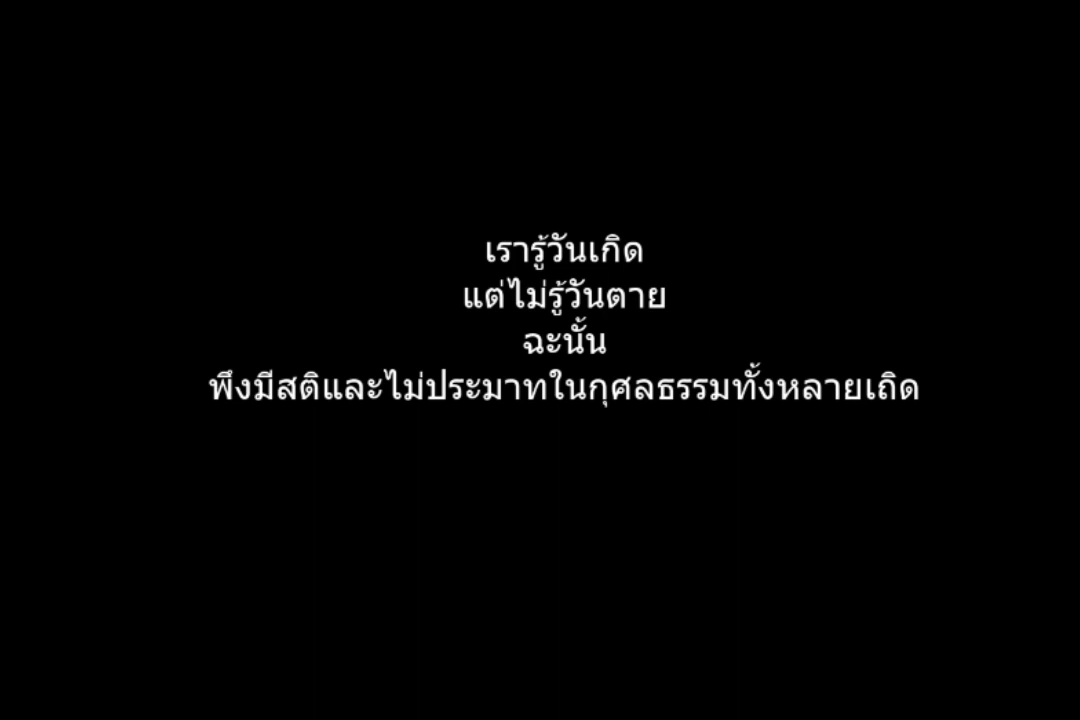 เรารู้วันเกิด
แต่ไม่รู้วันตาย
ฉะนั้น
พึงมีสติและไม่ประมาทในกุศลธรรมทั้งหลายเถิด